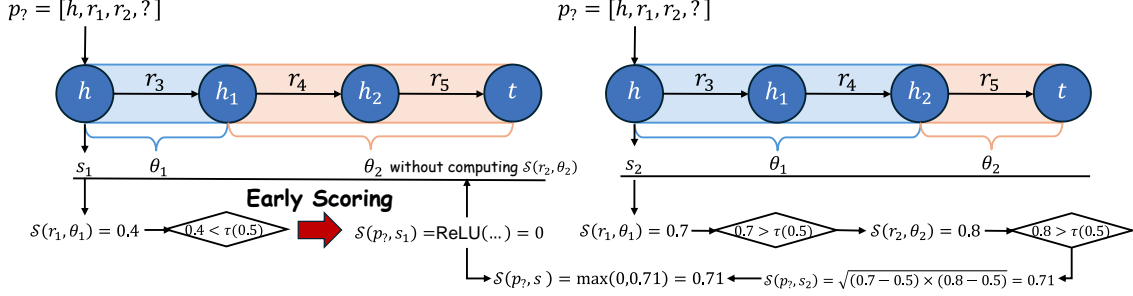 p? = [h, r₁, r₂, ?]
h r₃ h₁ r₄ h₂ r₅ t
s₁ θ₁ θ₂ without computing 𝒮(r₂, θ₂)
Early Scoring
𝒮(r₁, θ₁) = 0.4
0.4 < τ(0.5)
𝒮(p?, s₁) =ReLU(...) = 0
p? = [h, r₁, r₂, ?]
h r₃ h₁ r₄ h₂ r₅ t
s₂ θ₁ θ₂
𝒮(r₁, θ₁) = 0.7
0.7 > τ(0.5)
𝒮(r₂, θ₂) = 0.8
0.8 > τ(0.5)
𝒮(p?, s) = max(0,0.71) = 0.71
𝒮(p?, s₂) = √((0.7 − 0.5) × (0.8 − 0.5)) = 0.71